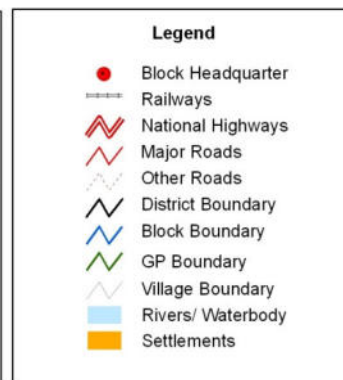 Legend
Block Headquarter
Railways
National Highways
Major Roads
Other Roads
District Boundary
Block Boundary
GP Boundary
Village Boundary
Rivers/ Waterbody
Settlements